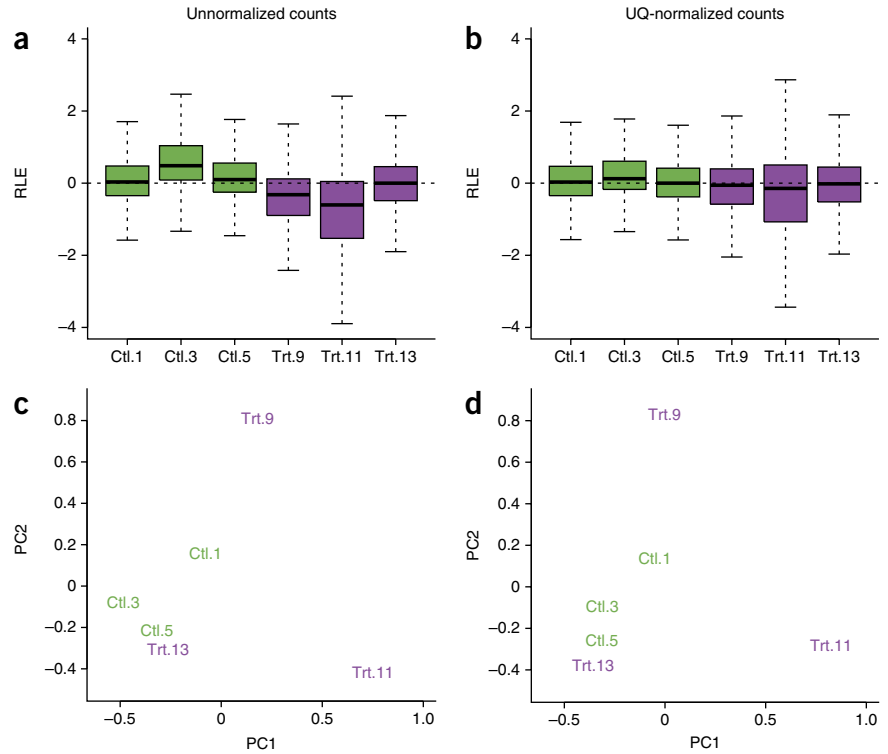 Unnormalized counts
a
4
2
0
−2
−4
RLE
Ctl.1 Ctl.3 Ctl.5 Trt.9 Trt.11 Trt.13
UQ-normalized counts
b
4
2
0
−2
−4
RLE
Ctl.1 Ctl.3 Ctl.5 Trt.9 Trt.11 Trt.13
c
0.8
0.6
0.4
0.2
0
−0.2
−0.4
PC2
Trt.9
Ctl.1
Ctl.3
Ctl.5
Trt.13
Trt.11
−0.5 0 0.5 1.0
PC1
d
0.8
0.6
0.4
0.2
0
−0.2
−0.4
PC2
Trt.9
Ctl.1
Ctl.3
Ctl.5
Trt.11
Trt.13
−0.5 0 0.5 1.0
PC1